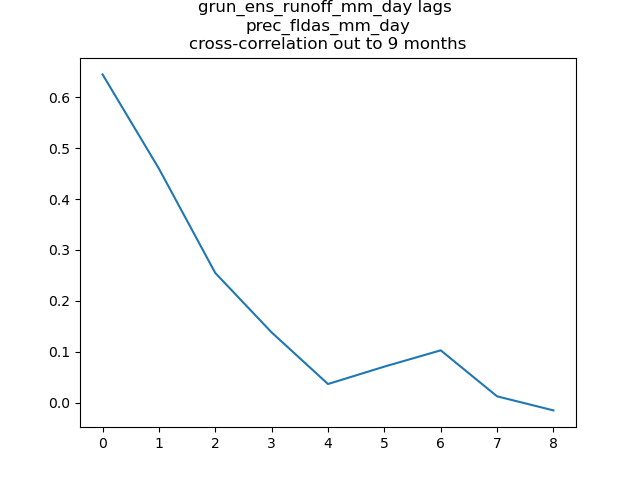 grun_ens_runoff_mm_day lags
prec_fldas_mm_day
cross-correlation out to 9 months
0.6
0.5
0.4
0.3
0.2
0.1
0.0
0 1 2 3 4 5 6 7 8